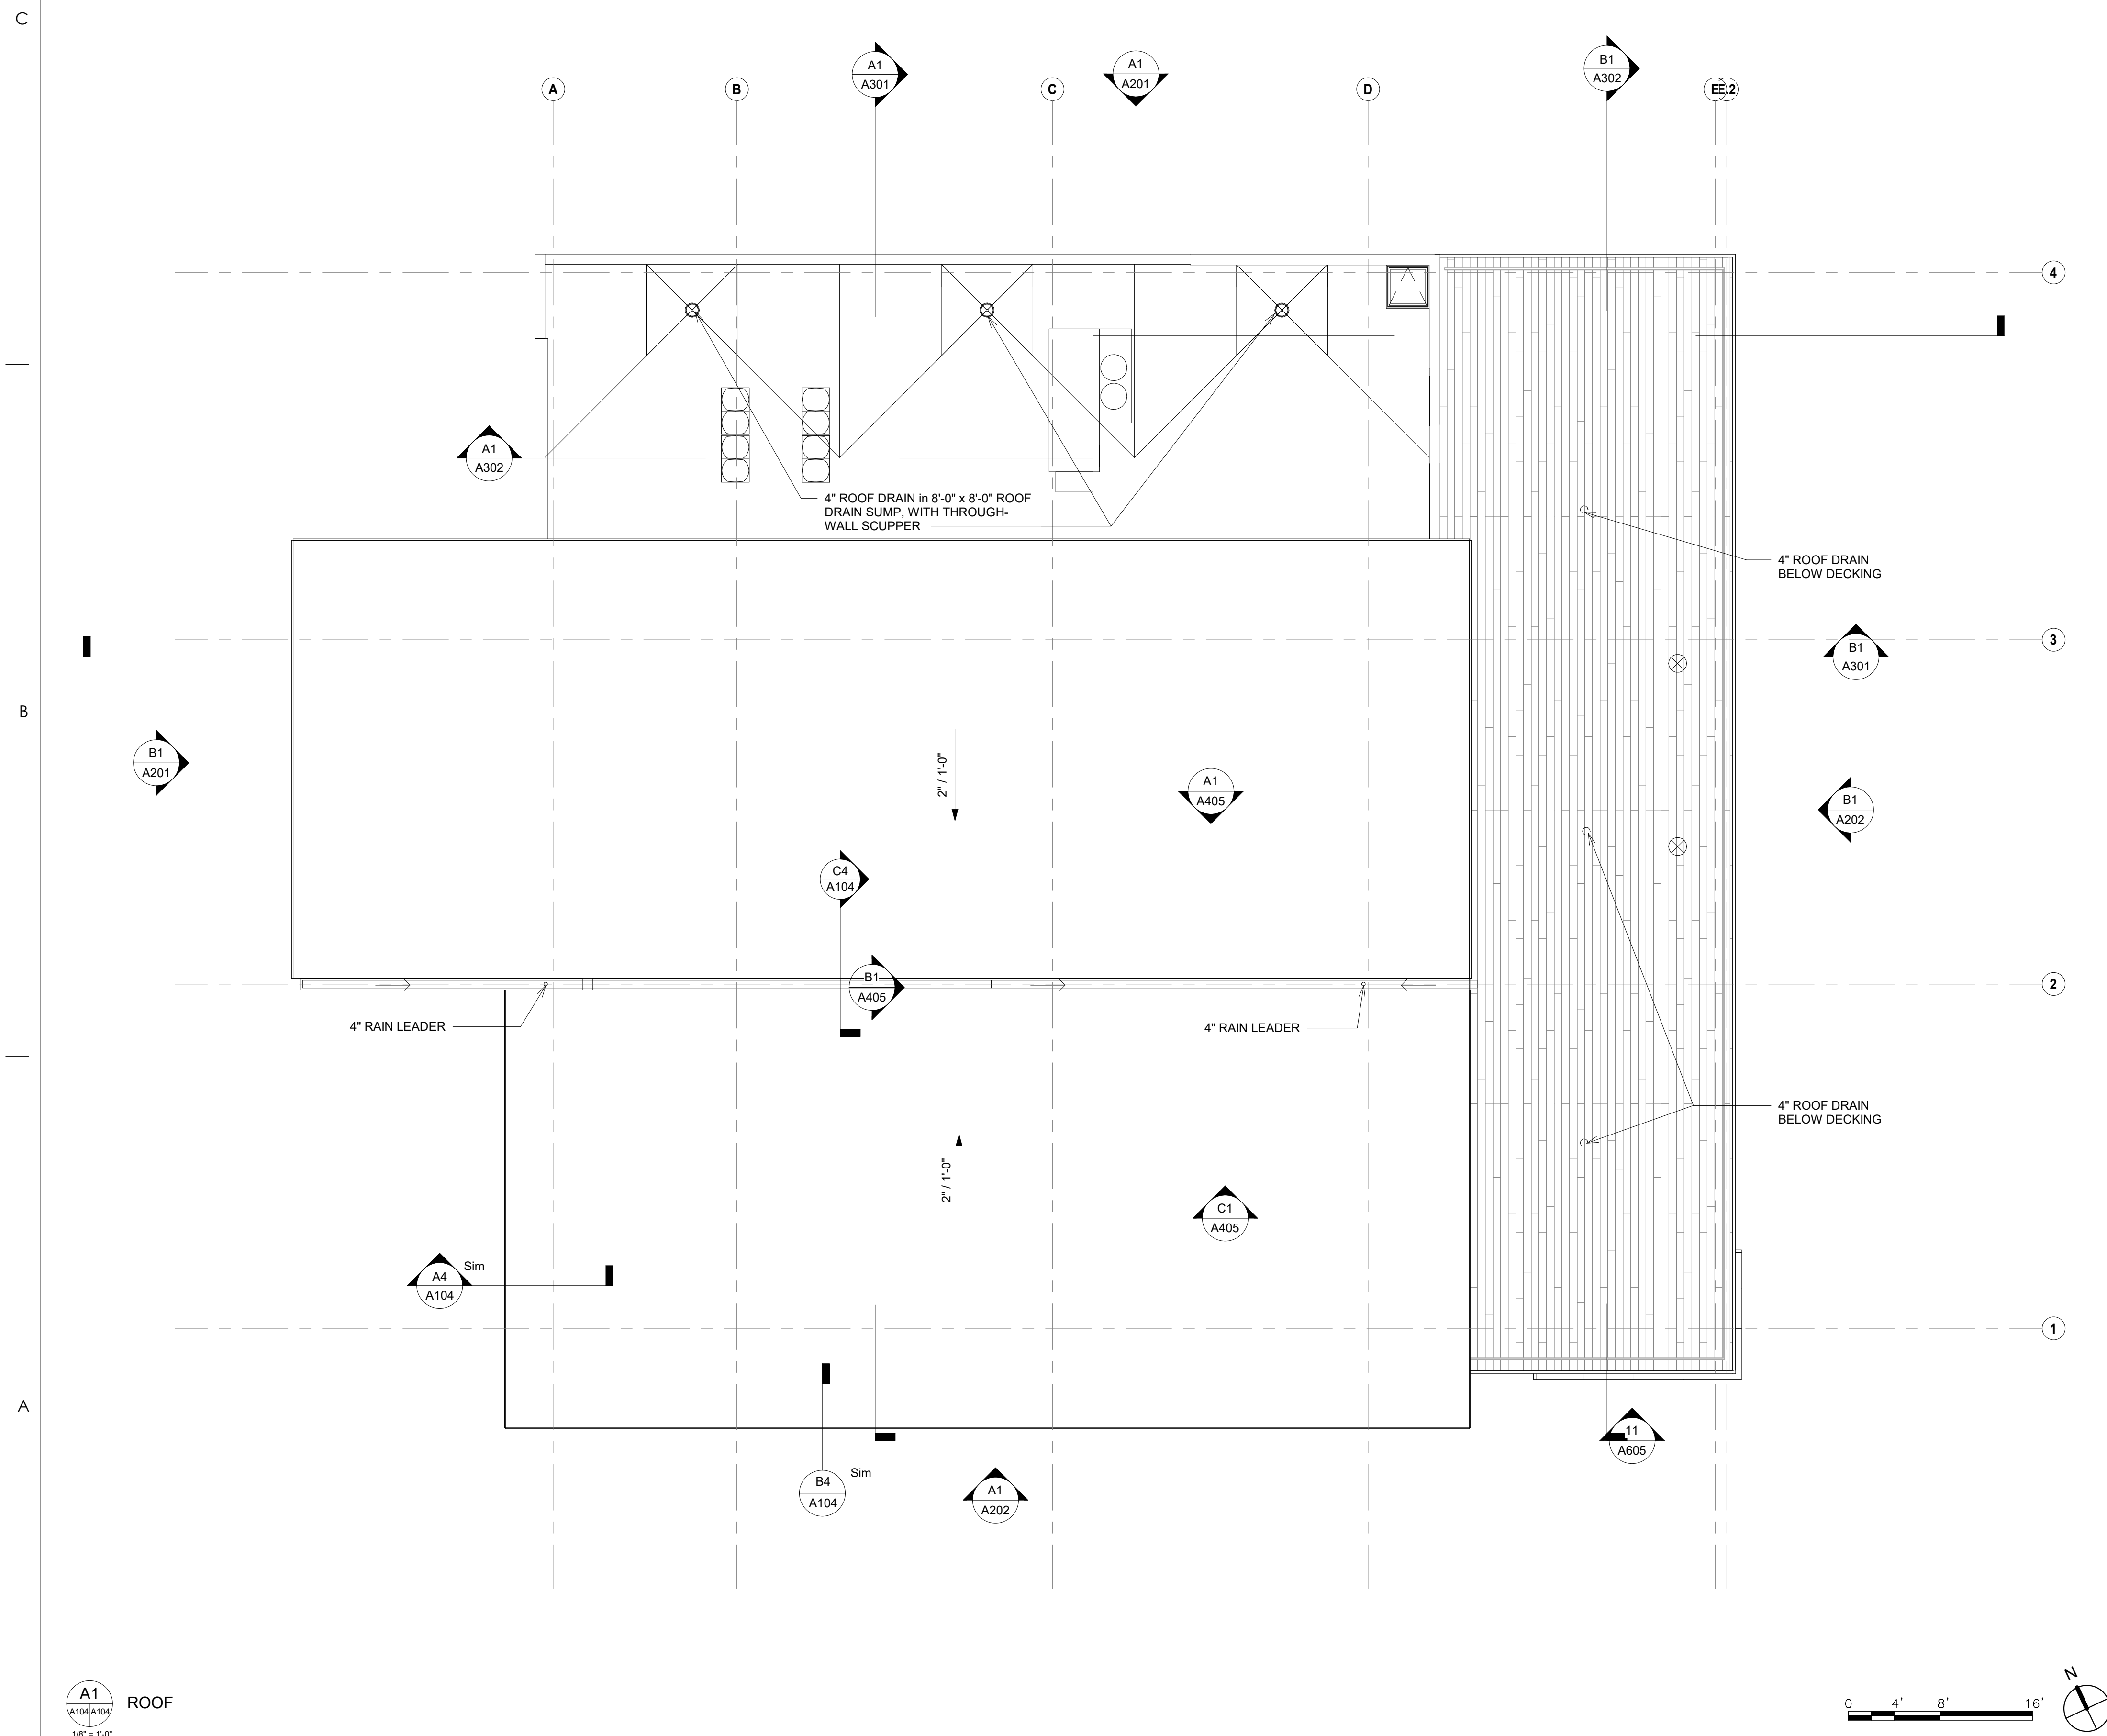 C
A1
A301
A1
A201
B1
A302
A
B
C
D
E
E.2
4
A1
A302
4" ROOF DRAIN in 8'-0" x 8'-0" ROOF
DRAIN SUMP, WITH THROUGH-
WALL SCUPPER
4" ROOF DRAIN
BELOW DECKING
3
B1
A301
B
B1
A201
2" / 1'-0"
A1
A405
B1
A202
C4
A104
B1
A405
2
4" RAIN LEADER
4" RAIN LEADER
4" ROOF DRAIN
BELOW DECKING
2" / 1'-0"
C1
A405
A4
A104
Sim
1
A
11
A605
B4
A104
Sim
A1
A202
A1
A104 A104
ROOF
1/8" = 1'-0"
0 4' 8' 16'
N